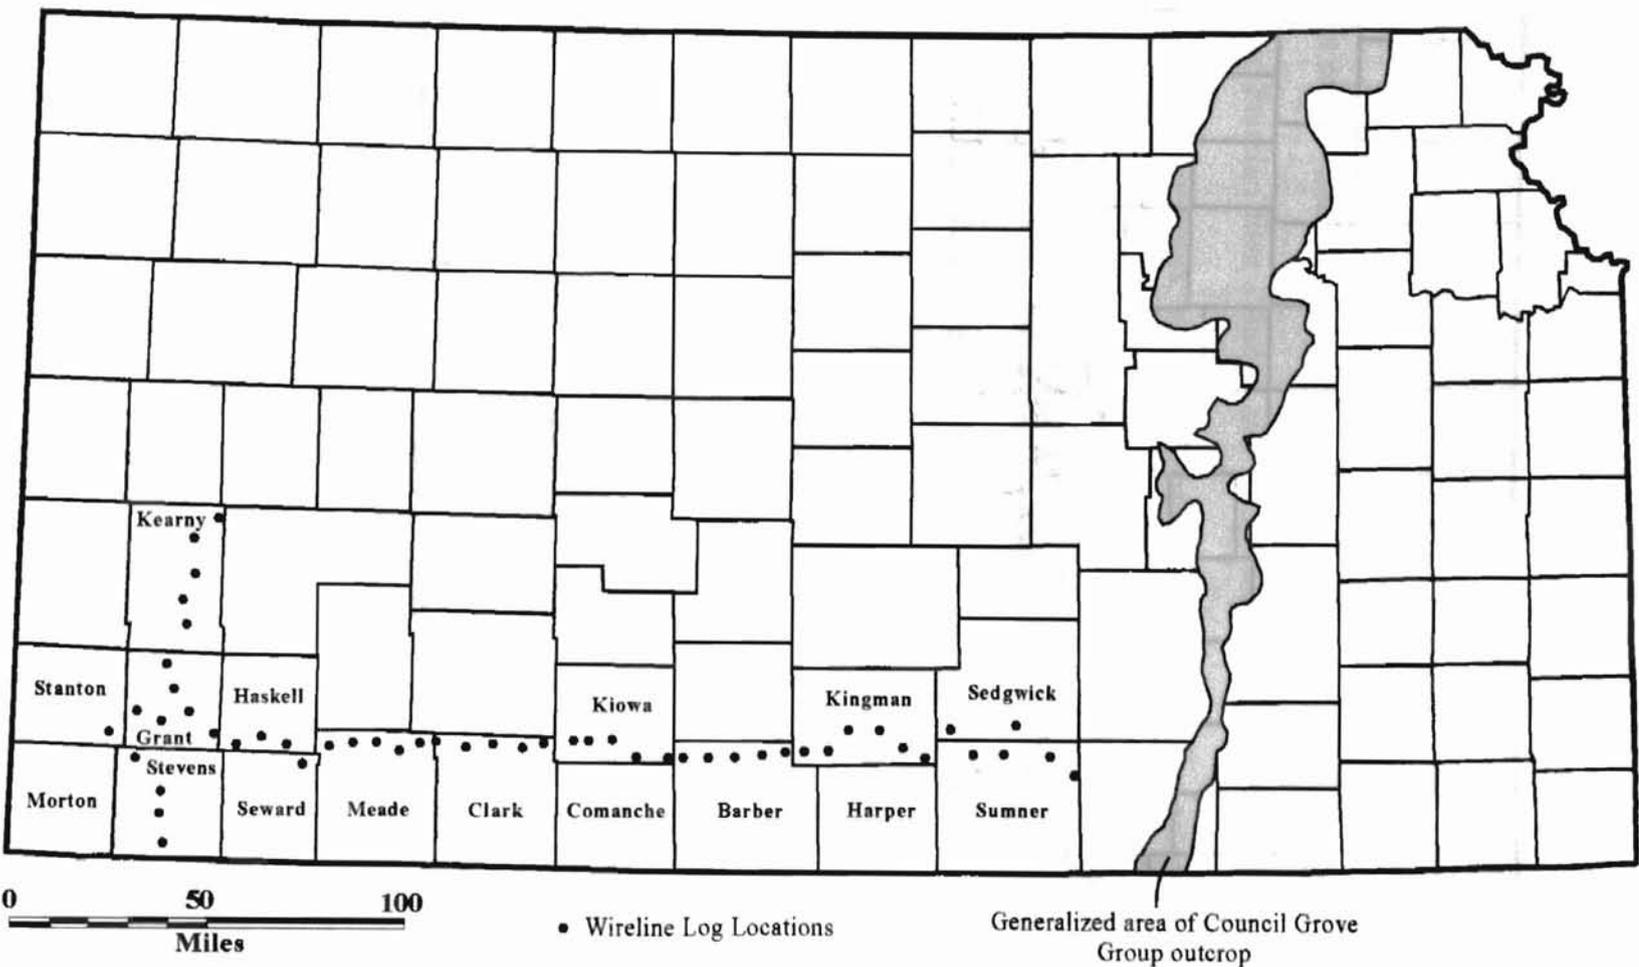 Kearny
Stanton
Haskell
Grant
Kiowa
Kingman
Sedgwick
Stevens
Morton
Seward
Meade
Clark
Comanche
Barber
Harper
Sumner
0 50 100
Miles
• Wireline Log Locations
Generalized area of Council Grove
Group outcrop